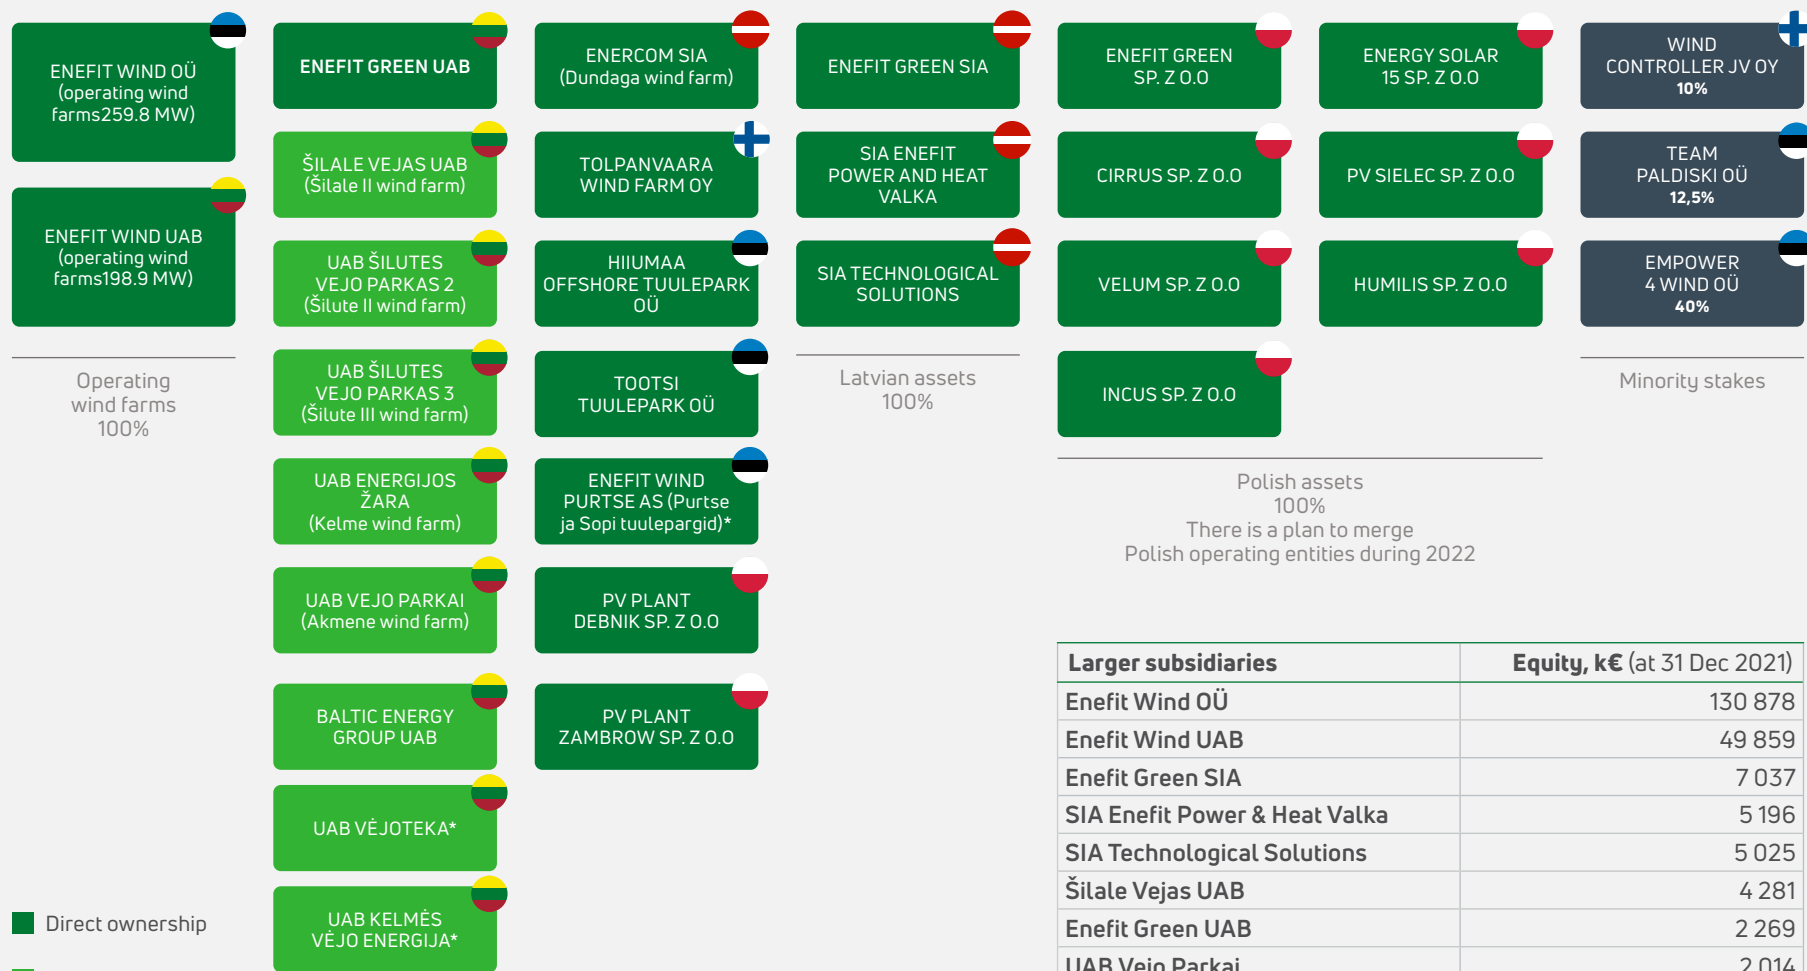 ENEFIT WIND OÜ
(operating wind
farms259.8 MW)
ENEFIT WIND UAB
(operating wind
farms198.9 MW)
Operating
wind farms
100%
ENEFIT GREEN UAB
ŠILALE VEJAS UAB
(Šilale II wind farm)
UAB ŠILUTES
VEJO PARKAS 2
(Šilute II wind farm)
UAB ŠILUTES
VEJO PARKAS 3
(Šilute III wind farm)
UAB ENERGIJOS
ŽARA
(Kelme wind farm)
UAB VEJO PARKAI
(Akmene wind farm)
BALTIC ENERGY
GROUP UAB
UAB VĖJOTEKA*
UAB KELMĖS
VĖJO ENERGIJA*
ENERCOM SIA
(Dundaga wind farm)
TOLPANVAARA
WIND FARM OY
HIIUMAA
OFFSHORE TUULEPARK
OÜ
TOOTSI
TUULEPARK OÜ
ENEFIT WIND
PURTSE AS (Purtse
ja Sopi tuulepargid)*
PV PLANT
DEBNIK SP. Z O.O
PV PLANT
ZAMBROW SP. Z O.O
ENEFIT GREEN SIA
SIA ENEFIT
POWER AND HEAT
VALKA
SIA TECHNOLOGICAL
SOLUTIONS
Latvian assets
100%
ENEFIT GREEN
SP. Z O.O
CIRRUS SP. Z O.O
VELUM SP. Z O.O
INCUS SP. Z O.O
ENERGY SOLAR
15 SP. Z O.O
PV SIELEC SP. Z O.O
HUMILIS SP. Z O.O
Polish assets
100%
There is a plan to merge
Polish operating entities during 2022
WIND
CONTROLLER JV OY
10%
TEAM
PALDISKI OÜ
12,5%
EMPOWER
4 WIND OÜ
40%
Minority stakes
Larger subsidiaries Equity, k€ (at 31 Dec 2021)
Enefit Wind OÜ 130 878
Enefit Wind UAB 49 859
Enefit Green SIA 7 037
SIA Enefit Power & Heat Valka 5 196
SIA Technological Solutions 5 025
Šilale Vejas UAB 4 281
Enefit Green UAB 2 269
UAB Vejo Parkai 2 014
Direct ownership